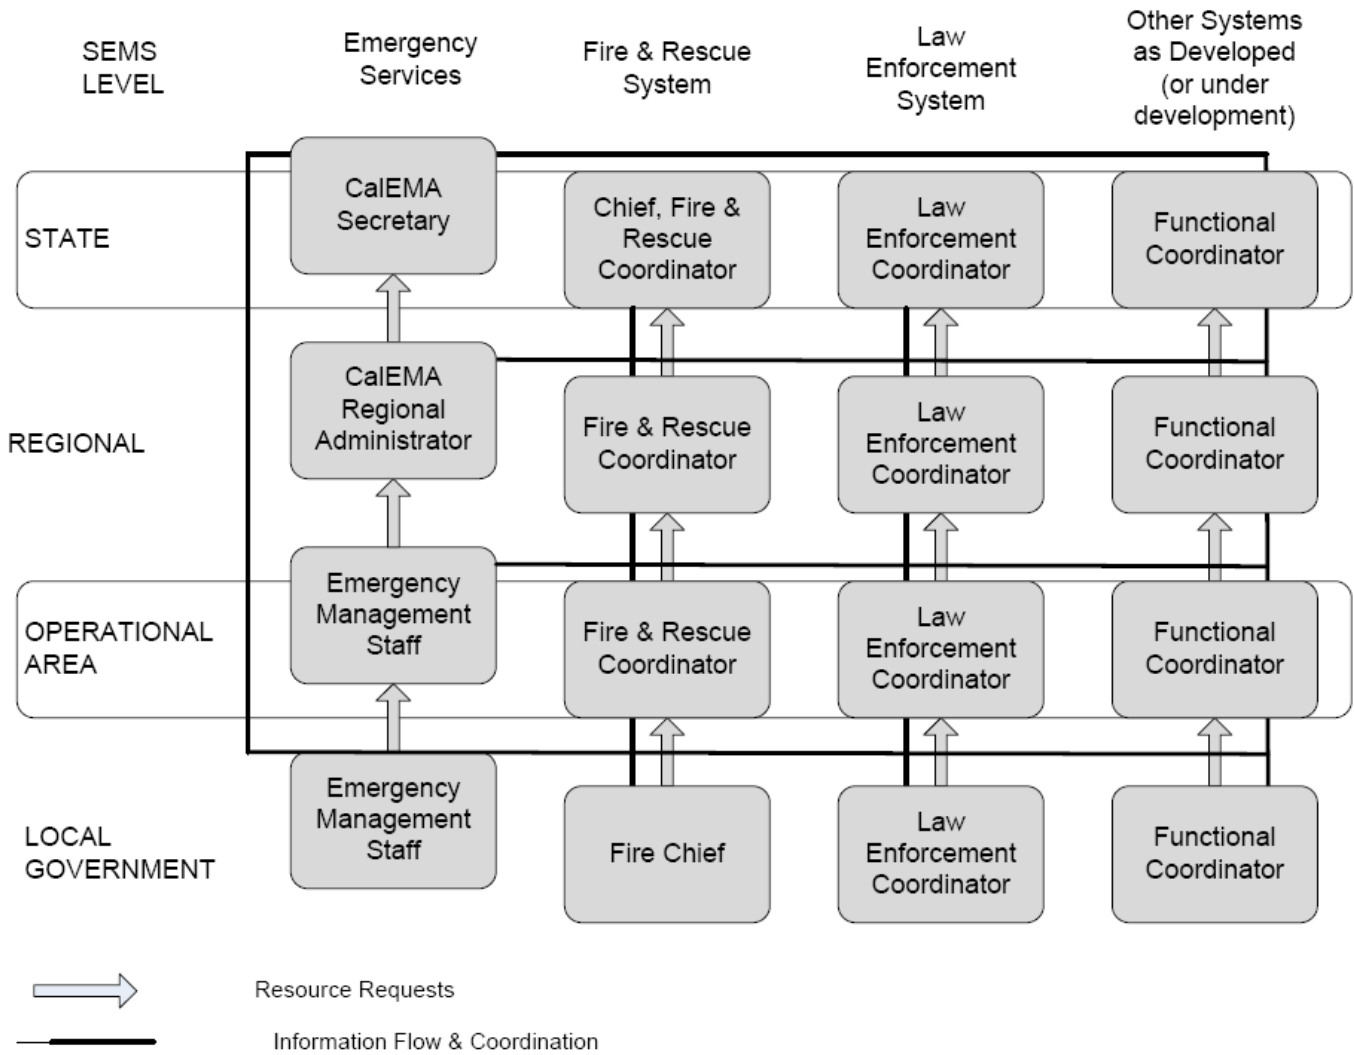 SEMS
LEVEL
Emergency
Services
Fire & Rescue
System
Law
Enforcement
System
Other Systems
as Developed
(or under
development)
STATE
CalEMA
Secretary
Chief, Fire &
Rescue
Coordinator
Law
Enforcement
Coordinator
Functional
Coordinator
REGIONAL
CalEMA
Regional
Administrator
Fire & Rescue
Coordinator
Law
Enforcement
Coordinator
Functional
Coordinator
OPERATIONAL
AREA
Emergency
Management
Staff
Fire & Rescue
Coordinator
Law
Enforcement
Coordinator
Functional
Coordinator
LOCAL
GOVERNMENT
Emergency
Management
Staff
Fire Chief
Law
Enforcement
Coordinator
Functional
Coordinator
Resource Requests
Information Flow & Coordination